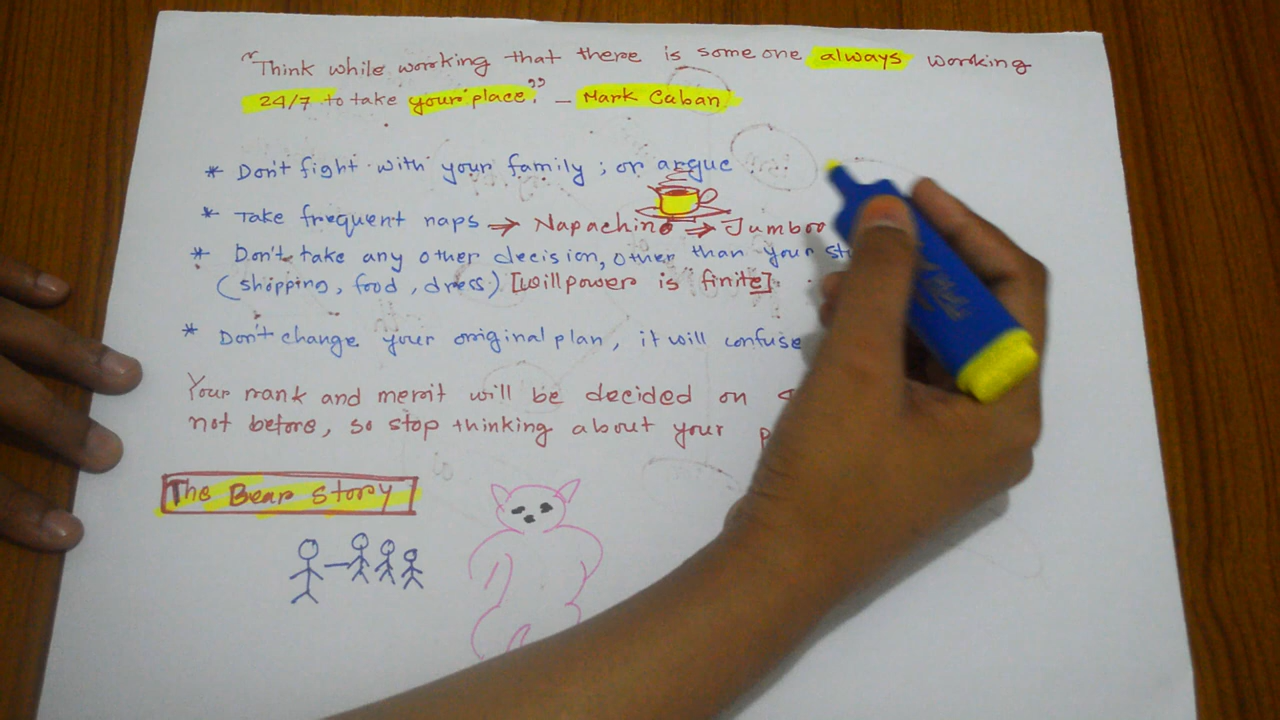 "Think while working that there is some one always working
24/7 to take your place." - Mark Cuban
* Don't fight with your family; or argue
* Take frequent naps → Napachino → Jumboo
* Don't take any other decision, other than your
(shopping, food, dress) [willpower is finite].
* Don't change your original plan, it will confuse
Your rank and merit will be decided on
not before, so stop thinking about your
The Bear Story